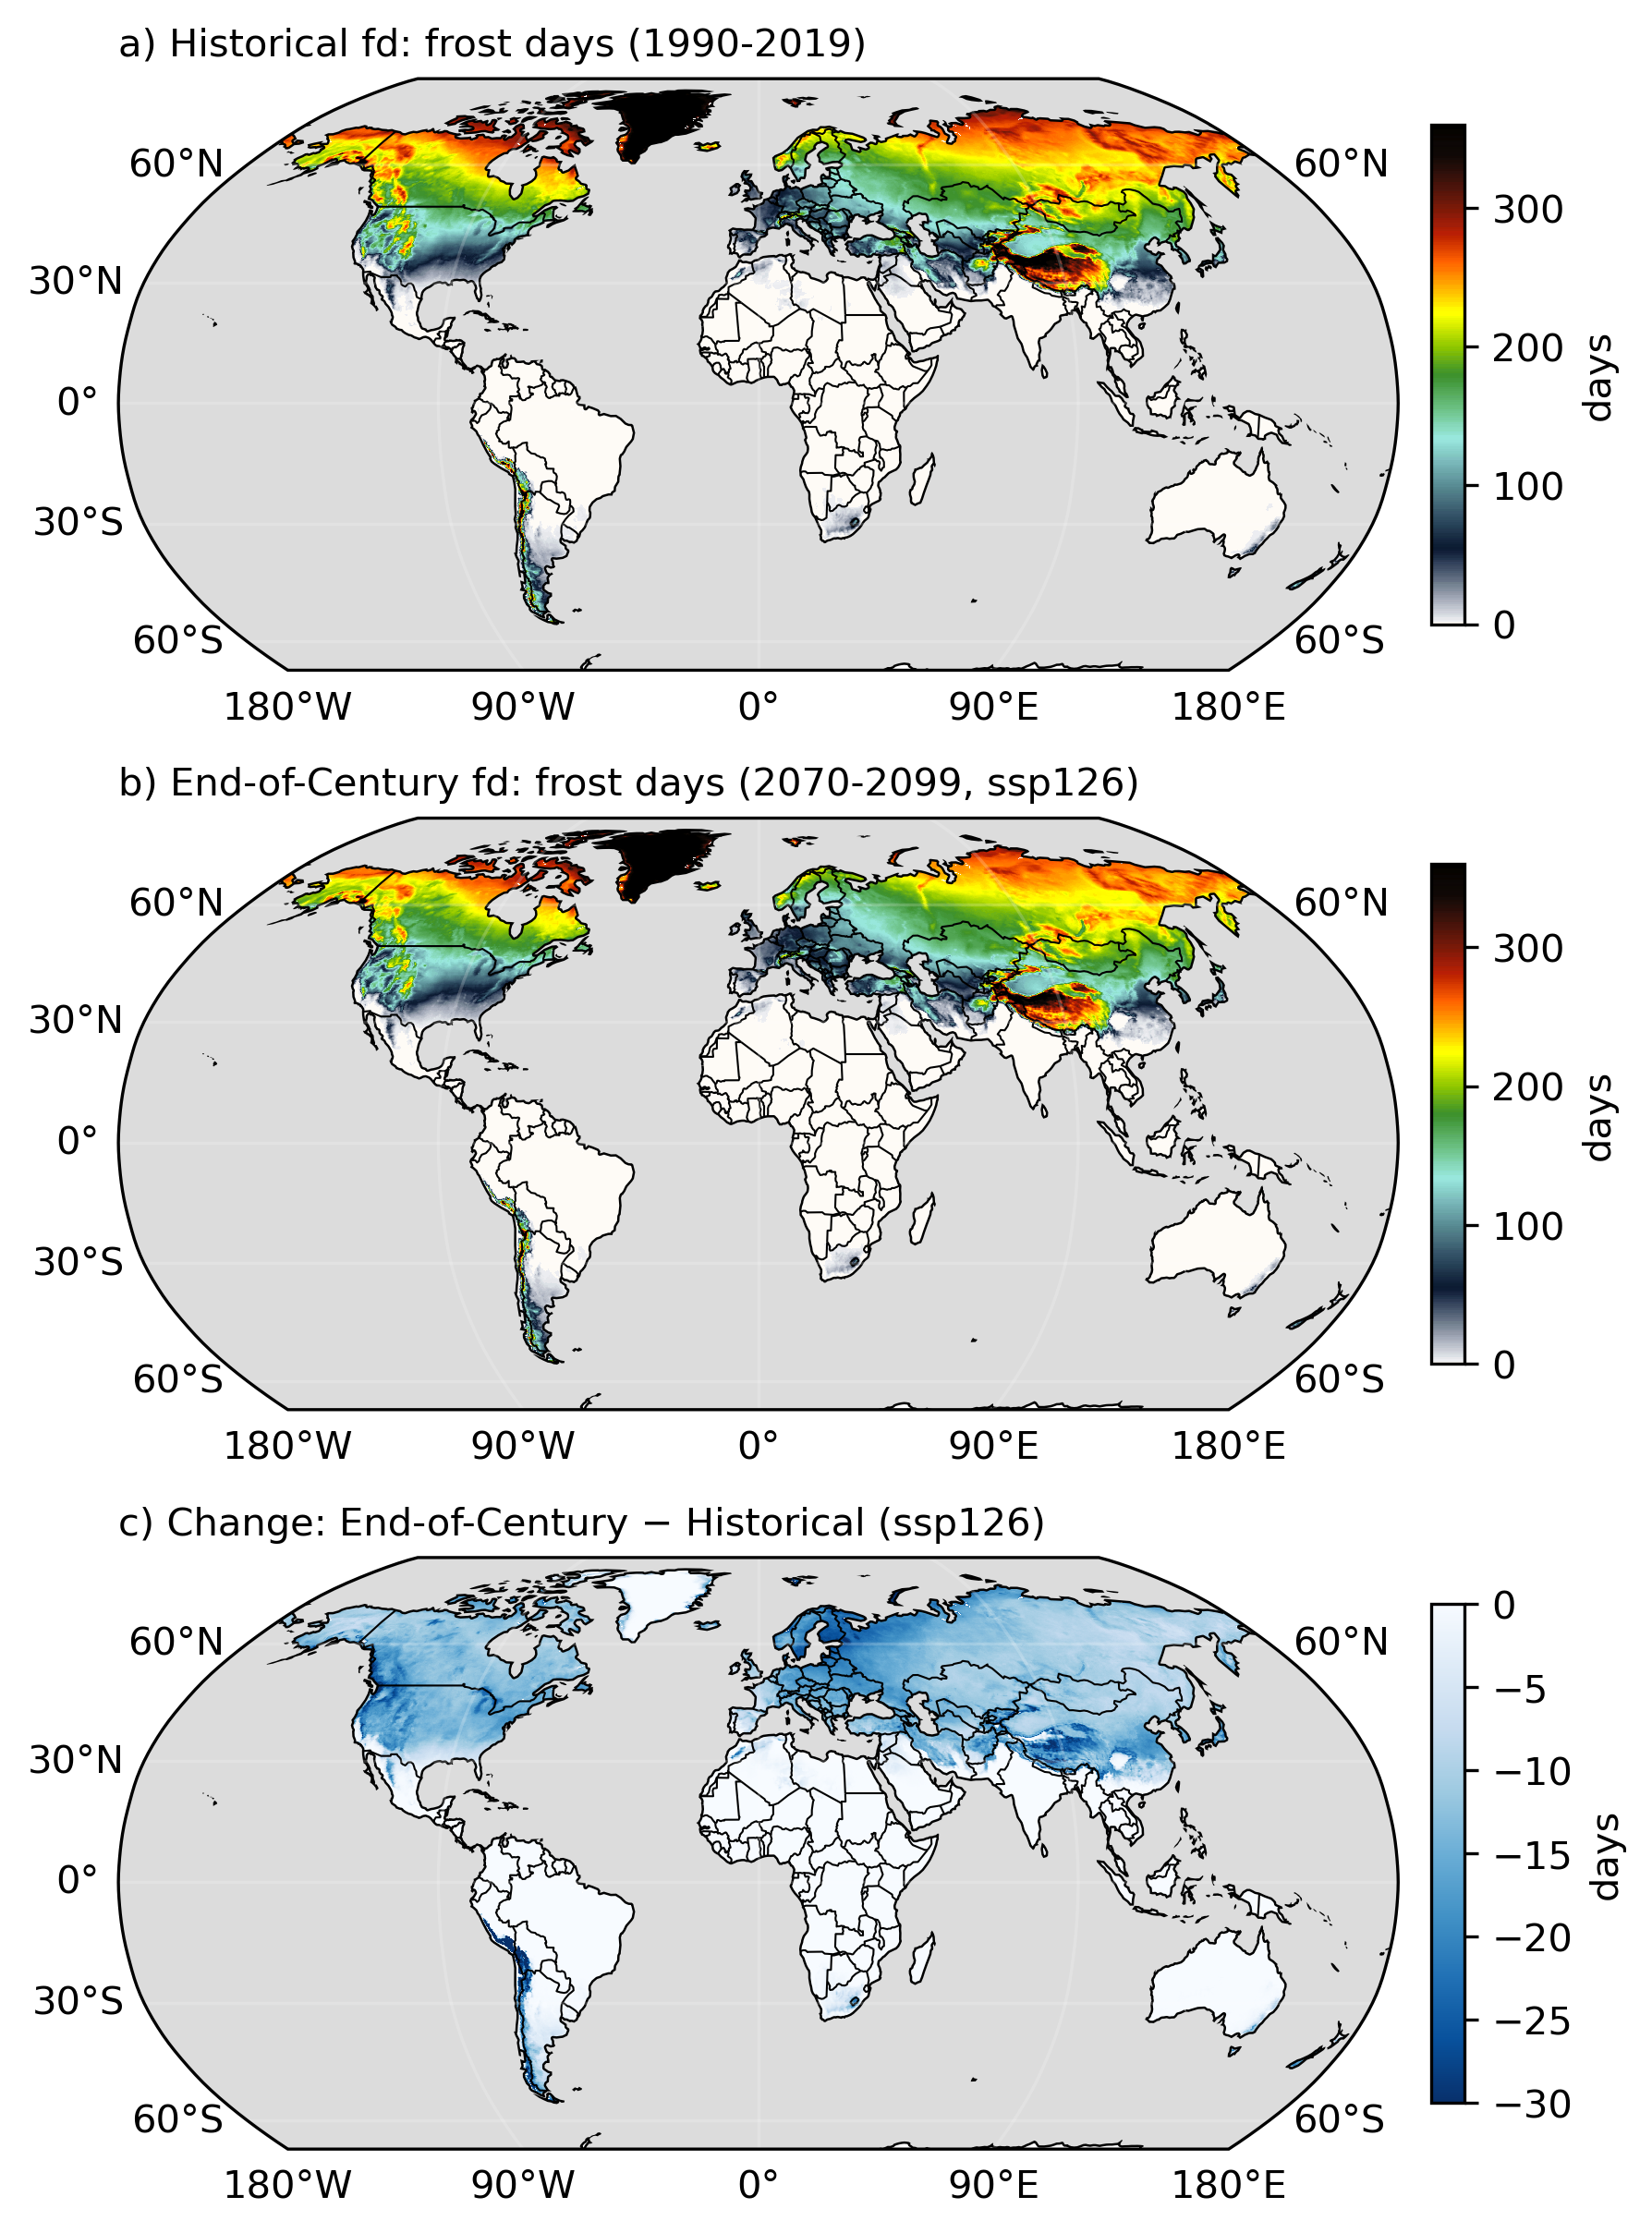 a) Historical fd: frost days (1990-2019)
60°N
60°N
30°N
0°
30°S
60°S
60°S
180°W
90°W
0°
90°E
180°E
300
200
100
0
days
b) End-of-Century fd: frost days (2070-2099, ssp126)
60°N
60°N
30°N
0°
30°S
60°S
60°S
180°W
90°W
0°
90°E
180°E
300
200
100
0
days
c) Change: End-of-Century − Historical (ssp126)
60°N
60°N
30°N
0°
30°S
60°S
60°S
180°W
90°W
0°
90°E
180°E
0
−5
−10
−15
−20
−25
−30
days